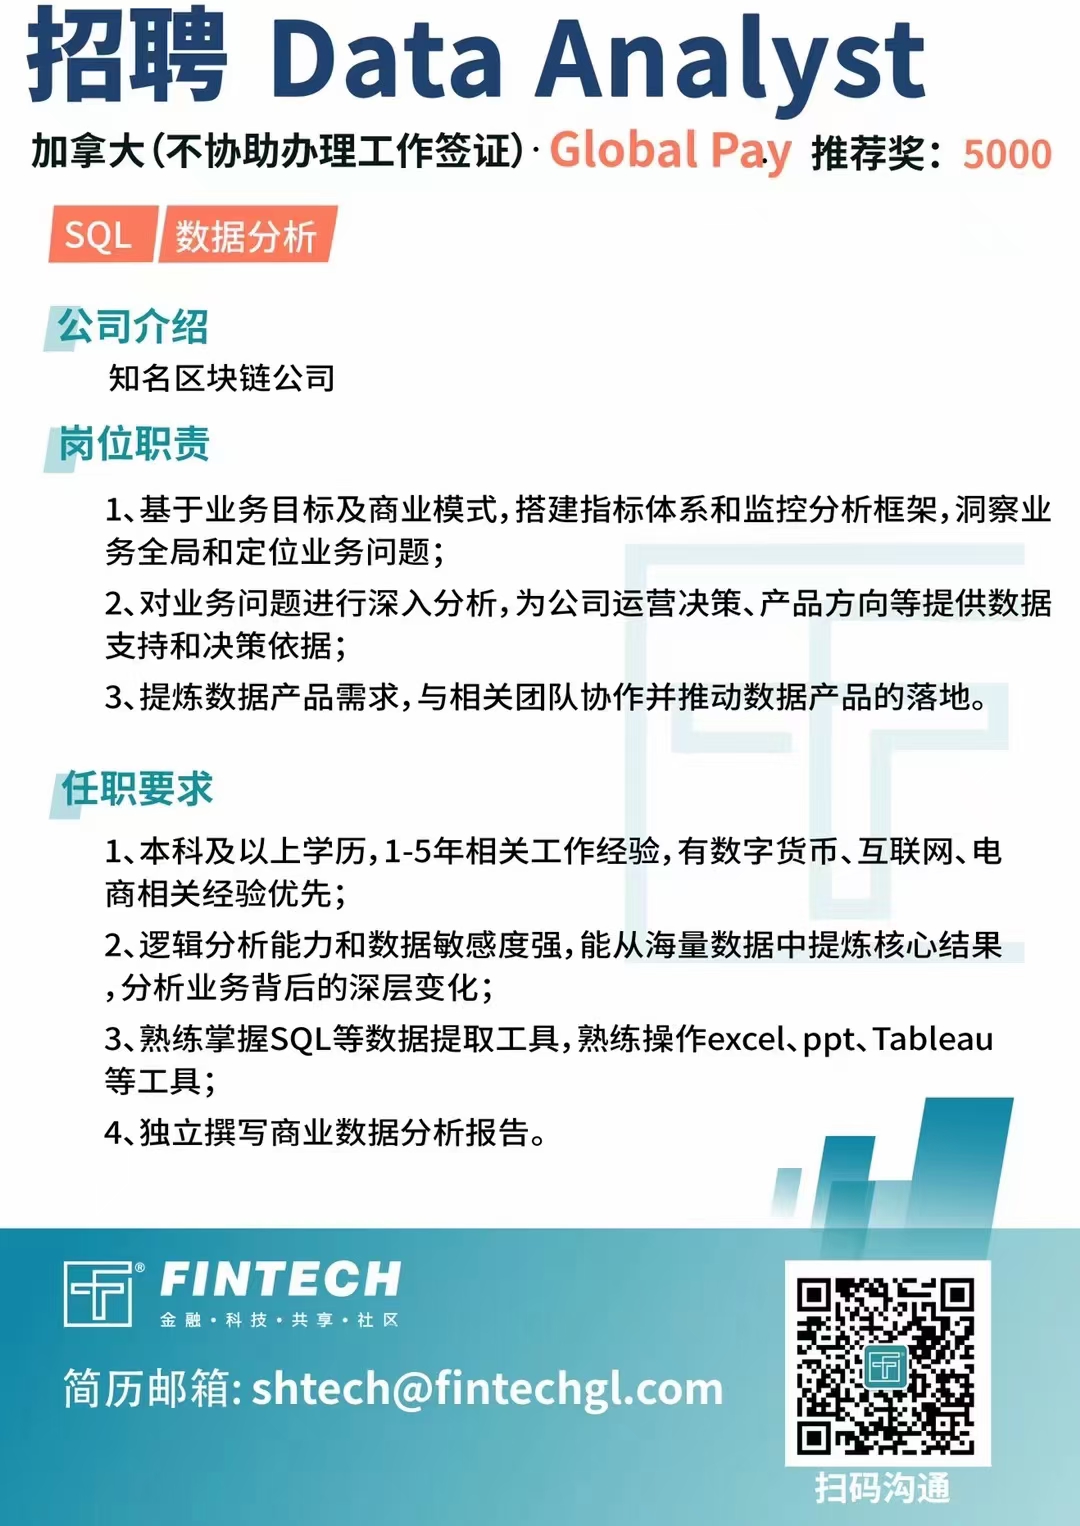 招聘 Data Analyst
加拿大(不协助办理工作签证)·Global Pay 推荐奖：5000
SQL 数据分析
公司介绍
知名区块链公司
岗位职责
1、基于业务目标及商业模式，搭建指标体系和监控分析框架，洞察业
务全局和定位业务问题；
2、对业务问题进行深入分析，为公司运营决策、产品方向等提供数据
支持和决策依据；
3、提炼数据产品需求，与相关团队协作并推动数据产品的落地。
任职要求
1、本科及以上学历，1-5年相关工作经验，有数字货币、互联网、电
商相关经验优先；
2、逻辑分析能力和数据敏感度强，能从海量数据中提炼核心结果
，分析业务背后的深层变化；
3、熟练掌握SQL等数据提取工具，熟练操作excel、ppt、Tableau
等工具；
4、独立撰写商业数据分析报告。
® FINTECH
金融·科技·共享·社区
简历邮箱: shtech@fintechgl.com
扫码沟通